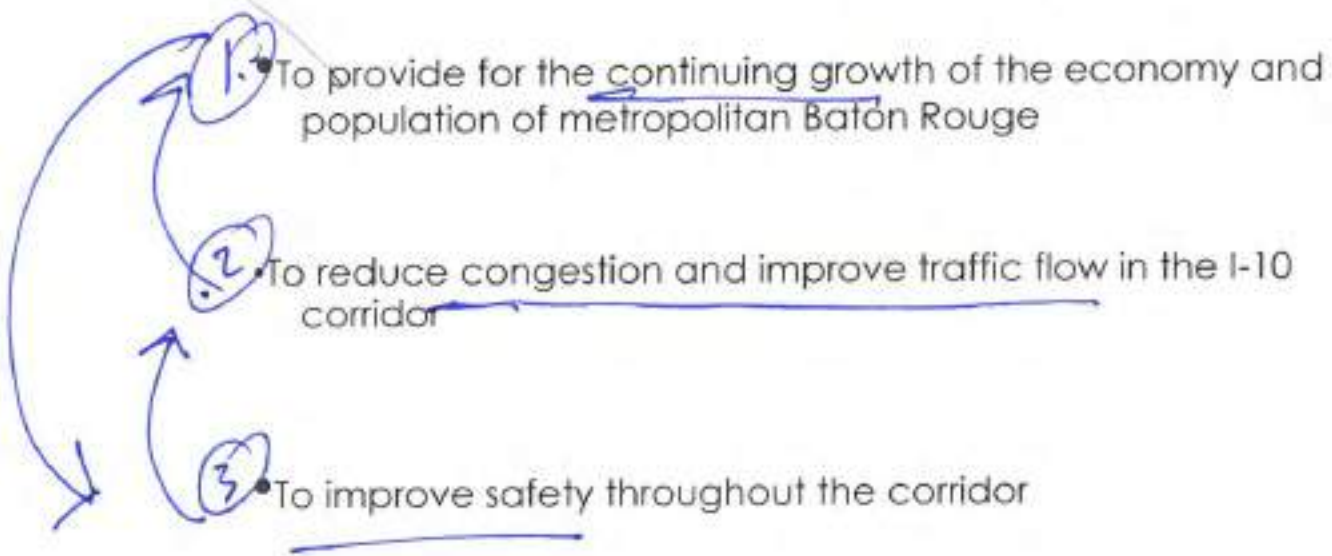 1. • To provide for the continuing growth of the economy and
population of metropolitan Baton Rouge
2 • To reduce congestion and improve traffic flow in the I-10
corridor
3 • To improve safety throughout the corridor